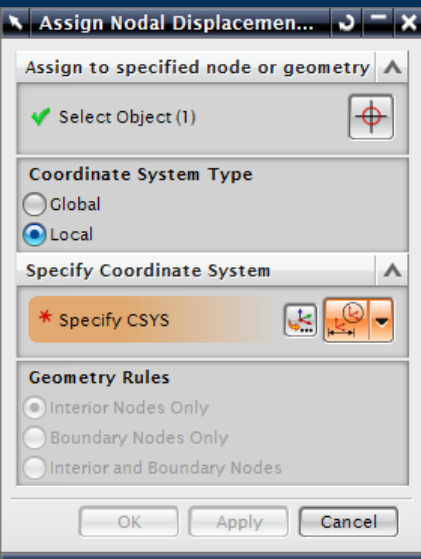 Assign Nodal Displacemen...
Assign to specified node or geometry
Select Object (1)
Coordinate System Type
Global
Local
Specify Coordinate System
* Specify CSYS
Geometry Rules
Interior Nodes Only
Boundary Nodes Only
Interior and Boundary Nodes
OK Apply Cancel